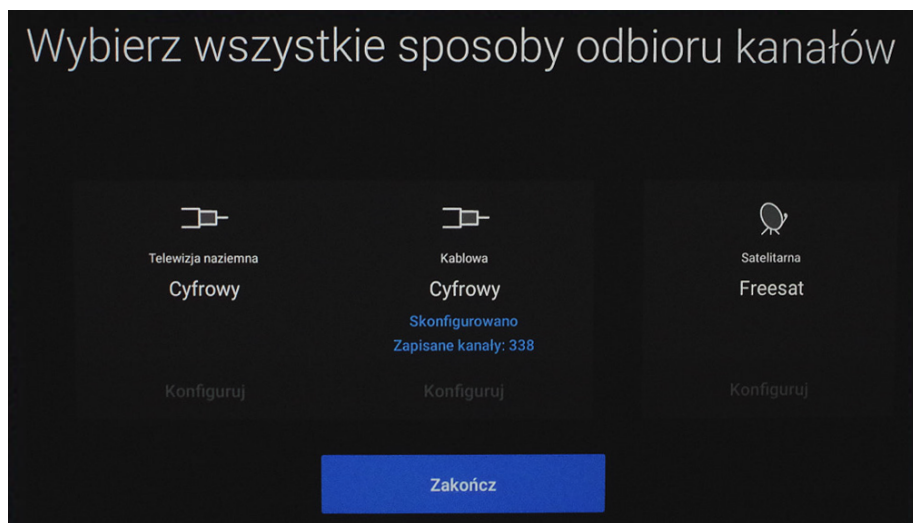 Wybierz wszystkie sposoby odbioru kanałów
Telewizja naziemna
Cyfrowy
Konfiguruj
Kablowa
Cyfrowy
Skonfigurowano
Zapisane kanały: 338
Konfiguruj
Satelitarna
Freesat
Konfiguruj
Zakończ